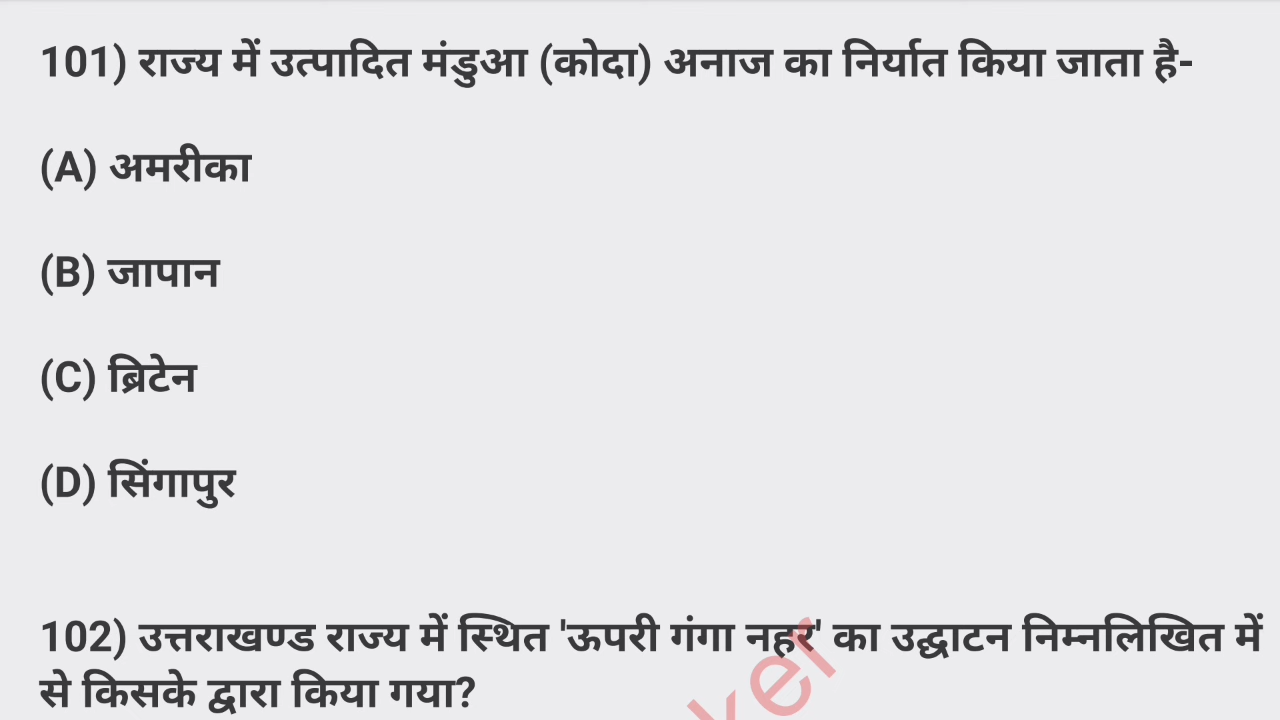 101) राज्य में उत्पादित मंडुआ (कोदा) अनाज का निर्यात किया जाता है-
(A) अमरीका
(B) जापान
(C) ब्रिटेन
(D) सिंगापुर
102) उत्तराखण्ड राज्य में स्थित 'ऊपरी गंगा नहर' का उद्घाटन निम्नलिखित में
से किसके द्वारा किया गया?